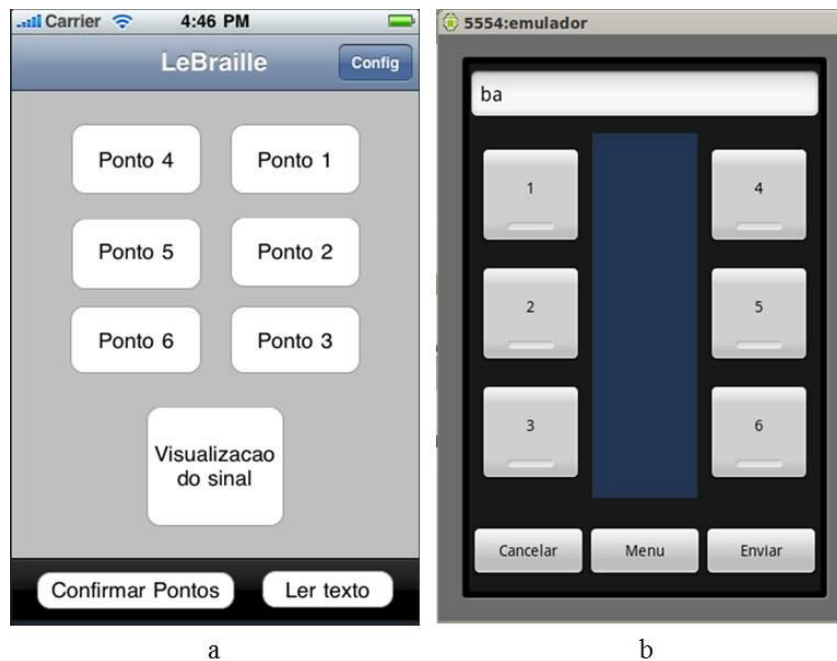 Carrier 4:46 PM
LeBraille Config
Ponto 4 Ponto 1
Ponto 5 Ponto 2
Ponto 6 Ponto 3
Visualizacao
do sinal
Confirmar Pontos Ler texto
a
5554:emulador
ba
1 4
2 5
3 6
Cancelar Menu Enviar
b